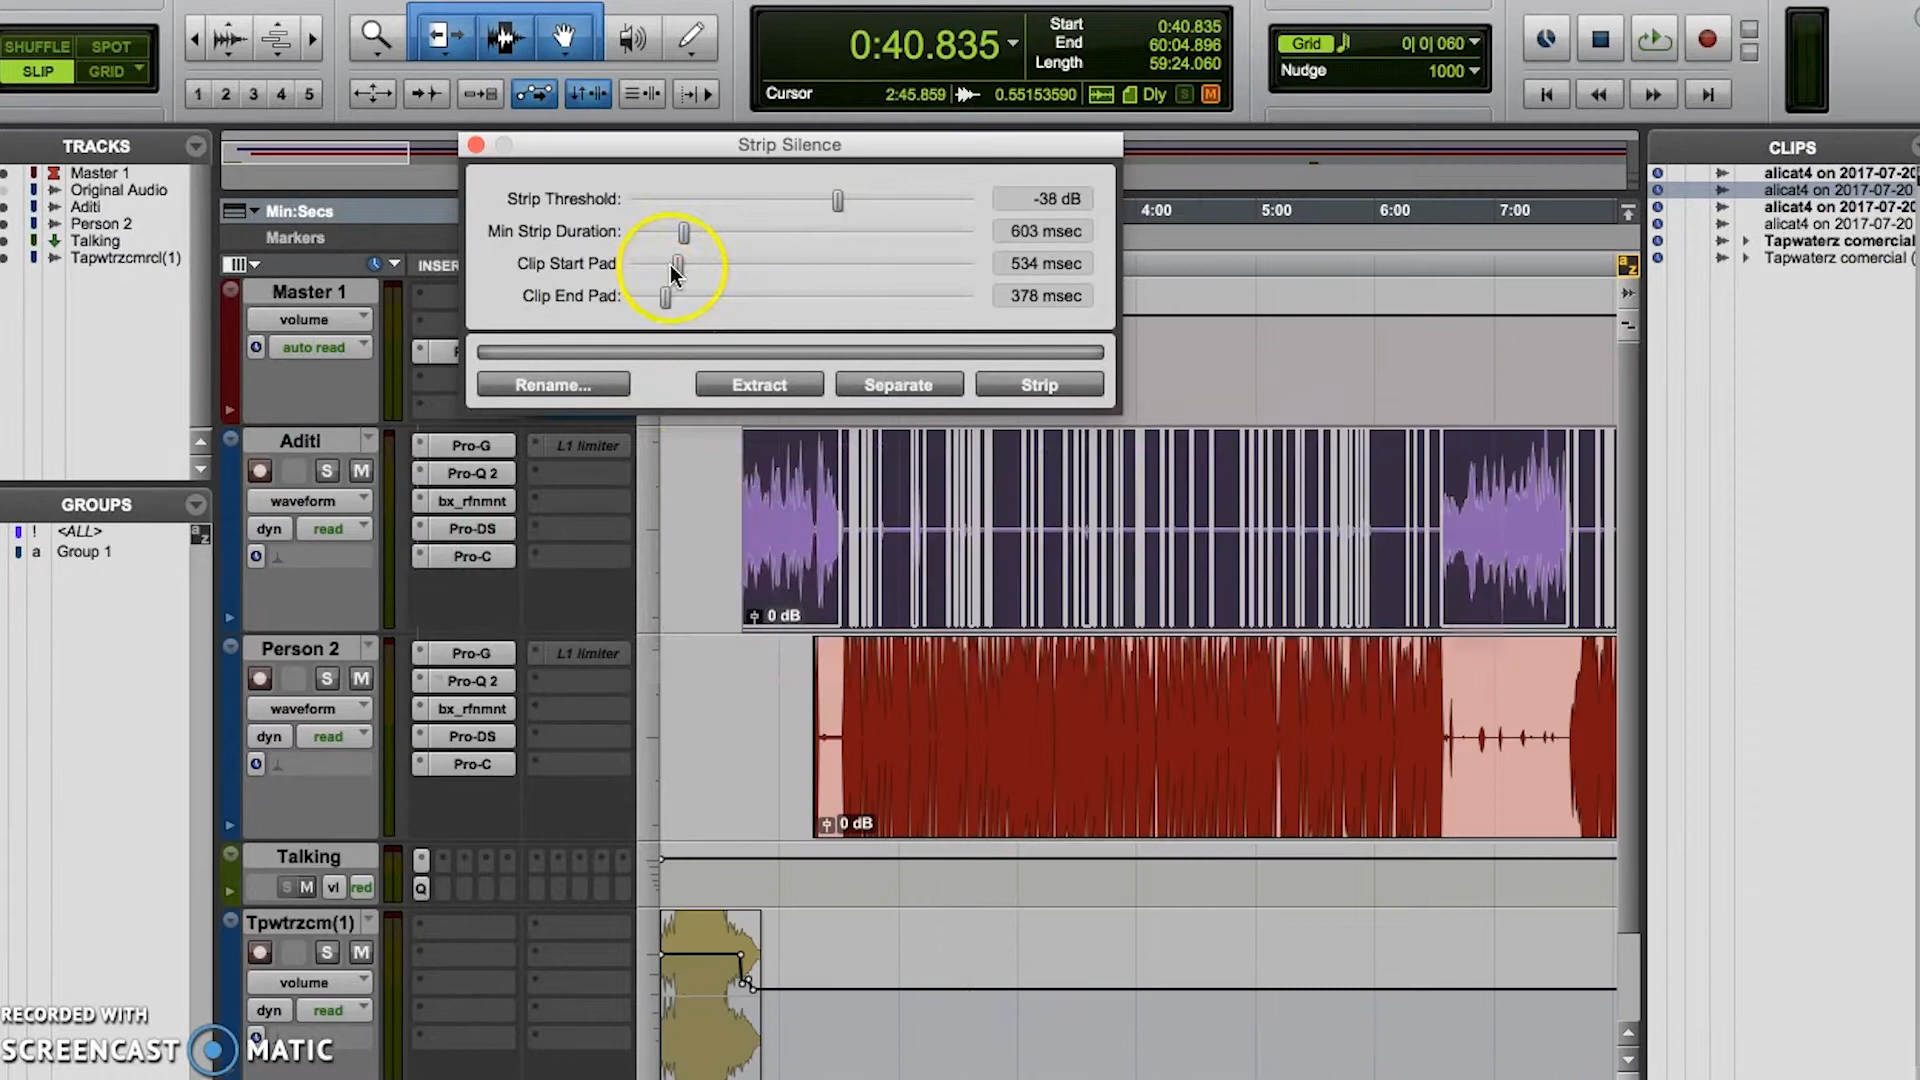 SHUFFLE SPOT
SLIP GRID
1 2 3 4 5
0:40.835
Start 0:40.835
End 60:04.896
Length 59:24.060
Cursor 2:45.859 0.55153590 Dly S M
Grid 0| 0| 060
Nudge 1000
TRACKS
Master 1
Original Audio
Aditi
Person 2
Talking
Tapwtrzcmrcl(1)
GROUPS
! <ALL>
a Group 1
Min:Secs
Markers
4:00 5:00 6:00 7:00
Strip Silence
Strip Threshold: -38 dB
Min Strip Duration: 603 msec
Clip Start Pad 534 msec
Clip End Pad: 378 msec
Rename... Extract Separate Strip
INSER
Master 1
volume
auto read
Aditi
S M
waveform
dyn read
Pro-G
Pro-Q 2
bx_rfnmnt
Pro-DS
Pro-C
L1 limiter
0 dB
Person 2
S M
waveform
dyn read
Pro-G
Pro-Q 2
bx_rfnmnt
Pro-DS
Pro-C
L1 limiter
0 dB
Talking
S M vl red
Q
Tpwtrzcm(1)
S M
volume
dyn read
CLIPS
alicat4 on 2017-07-20
alicat4 on 2017-07-20
alicat4 on 2017-07-20
alicat4 on 2017-07-20
Tapwaterz comercial
Tapwaterz comercial (
a z
a z
RECORDED WITH
SCREENCAST MATIC